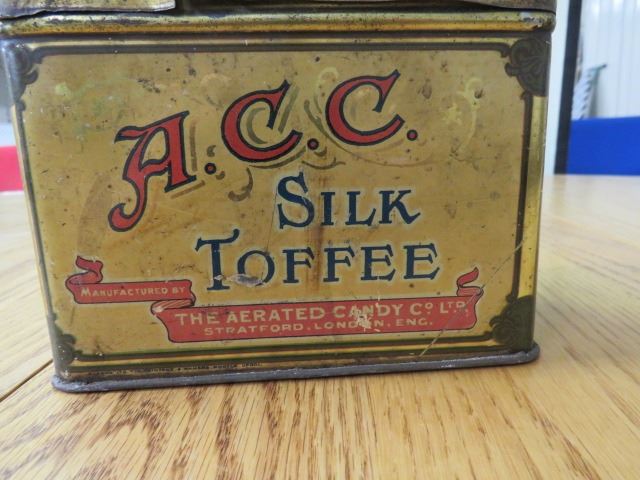 A.C.C.
SILK
TOFFEE
MANUFACTURED BY
THE AERATED CANDY CO LTD,
STRATFORD, LONDON, ENG.